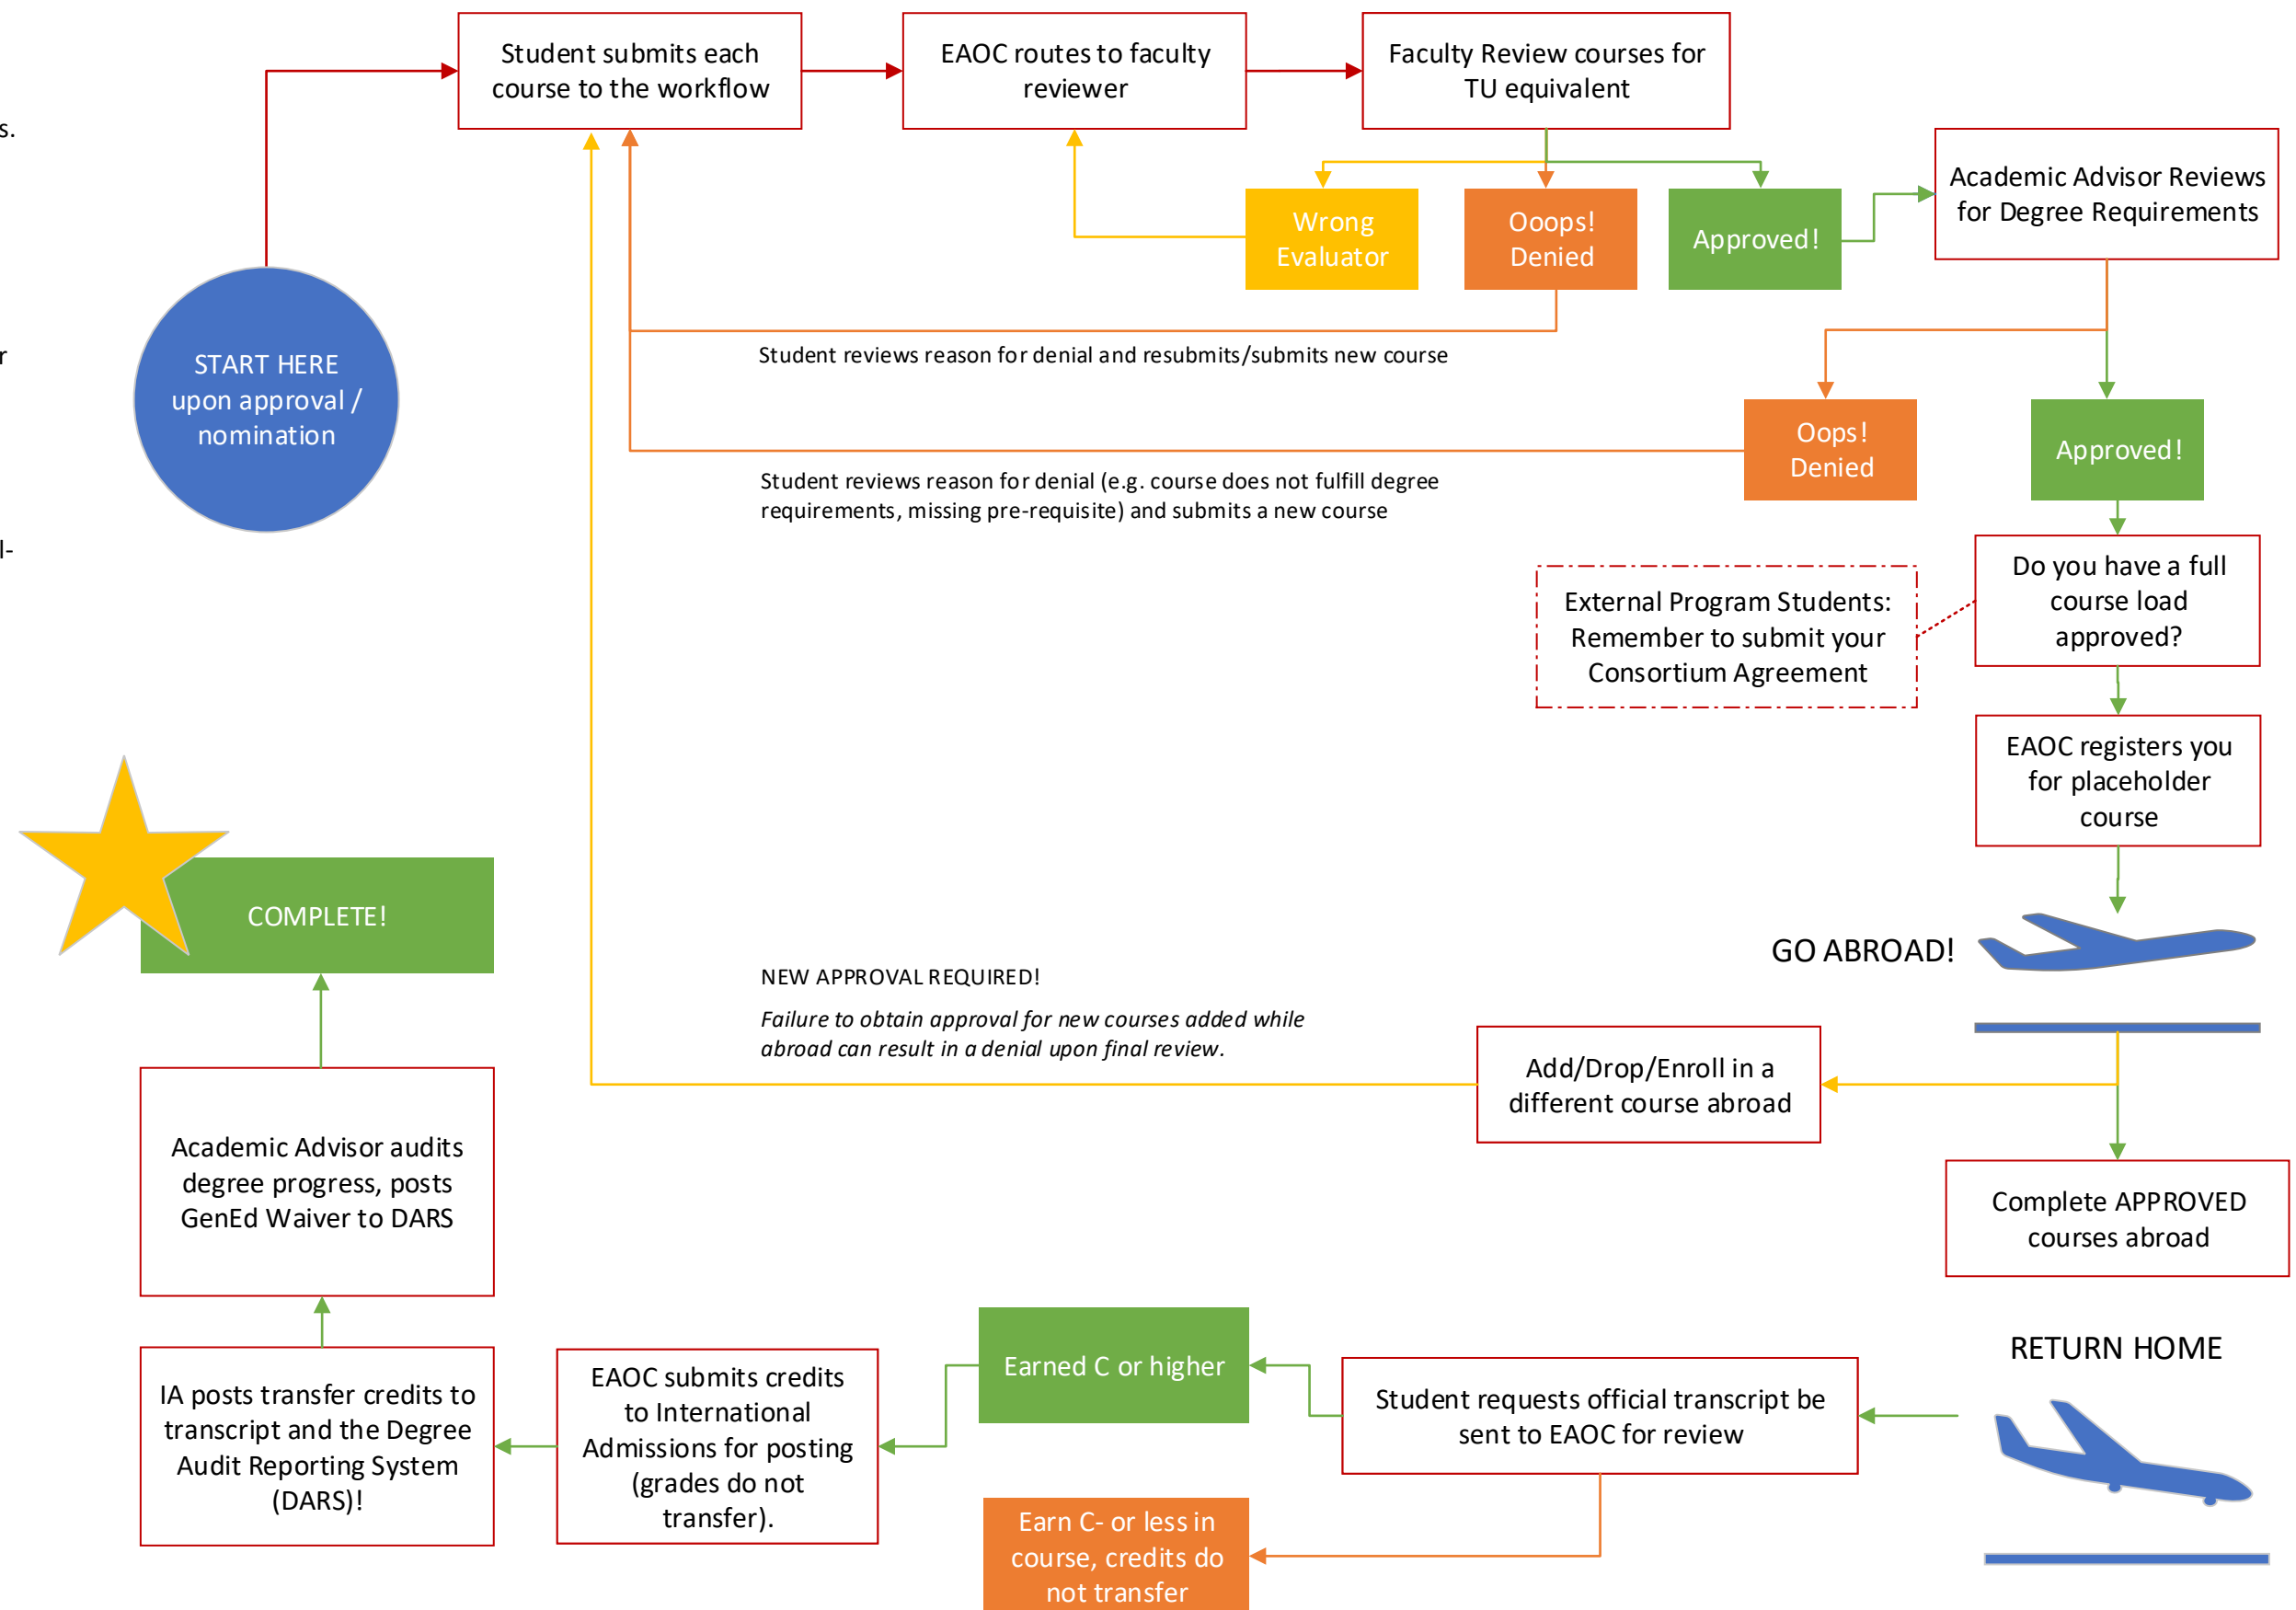 Student submits each
course to the workflow
EAOC routes to faculty
reviewer
Faculty Review courses for
TU equivalent
s.
Academic Advisor Reviews
for Degree Requirements
Wrong
Evaluator
Ooops!
Denied
Approved!
r
START HERE
upon approval /
nomination
Student reviews reason for denial and resubmits/submits new course
Oops!
Denied
Approved!
Student reviews reason for denial (e.g. course does not fulfill degree
requirements, missing pre-requisite) and submits a new course
l-
Do you have a full
course load
approved?
External Program Students:
Remember to submit your
Consortium Agreement
EAOC registers you
for placeholder
course
COMPLETE!
GO ABROAD!
NEW APPROVAL REQUIRED!
Failure to obtain approval for new courses added while
abroad can result in a denial upon final review.
Add/Drop/Enroll in a
different course abroad
Academic Advisor audits
degree progress, posts
GenEd Waiver to DARS
Complete APPROVED
courses abroad
RETURN HOME
Earned C or higher
Student requests official transcript be
sent to EAOC for review
EAOC submits credits
to International
Admissions for posting
(grades do not
transfer).
IA posts transfer credits to
transcript and the Degree
Audit Reporting System
(DARS)!
Earn C- or less in
course, credits do
not transfer